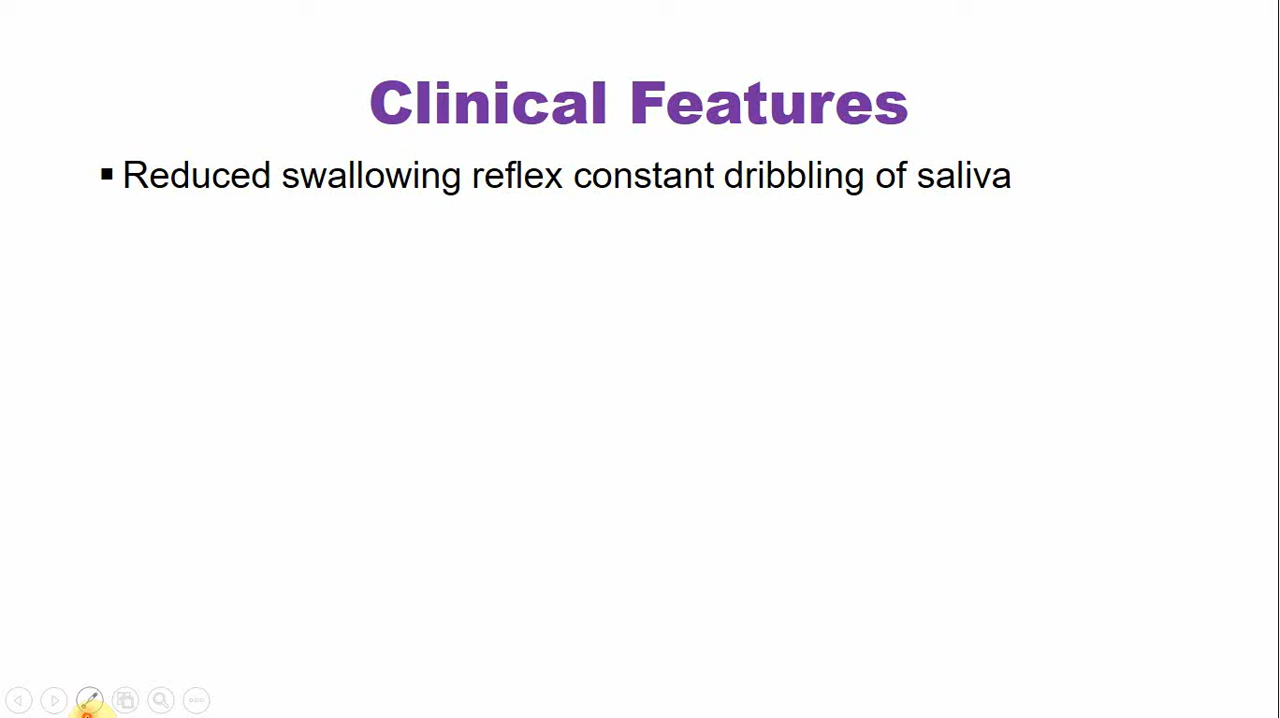 Clinical Features
▪ Reduced swallowing reflex constant dribbling of saliva